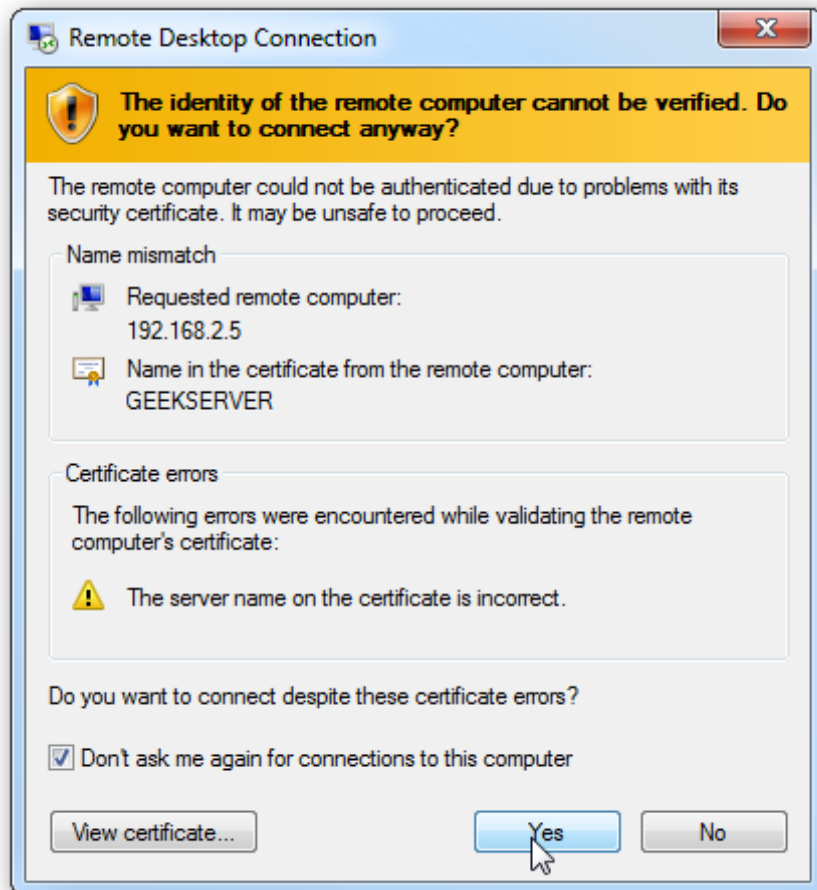 Remote Desktop Connection
The identity of the remote computer cannot be verified. Do
you want to connect anyway?
The remote computer could not be authenticated due to problems with its
security certificate. It may be unsafe to proceed.
Name mismatch
Requested remote computer:
192.168.2.5
Name in the certificate from the remote computer:
GEEKSERVER
Certificate errors
The following errors were encountered while validating the remote
computer's certificate:
The server name on the certificate is incorrect.
Do you want to connect despite these certificate errors?
Don't ask me again for connections to this computer
View certificate... Yes No